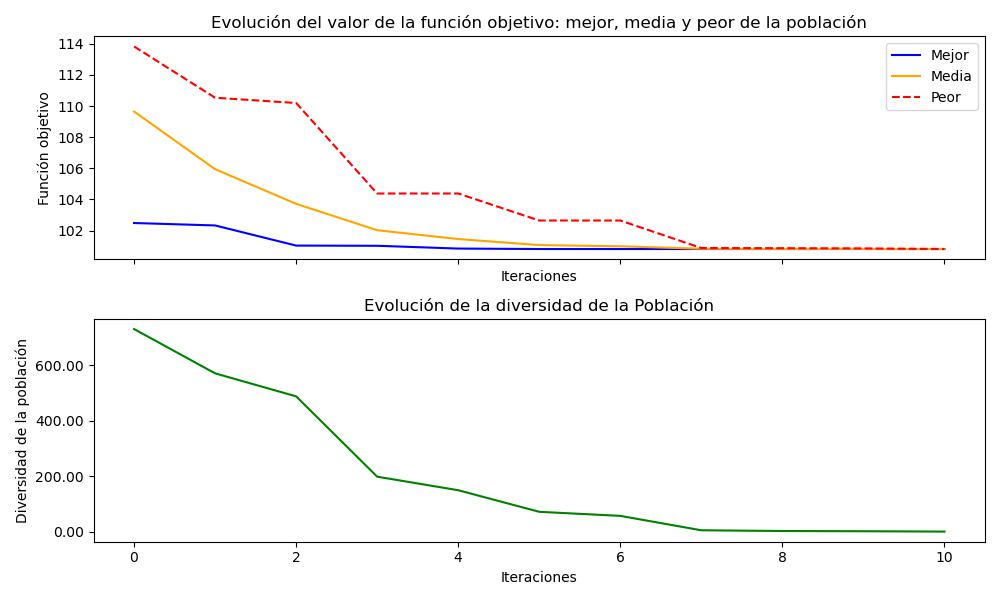 Evolución del valor de la función objetivo: mejor, media y peor de la población
114
112
110
108
106
104
102
Función objetivo
Mejor
Media
Peor
Iteraciones
Evolución de la diversidad de la Población
600.00
400.00
200.00
0.00
Diversidad de la población
0 2 4 6 8 10
Iteraciones